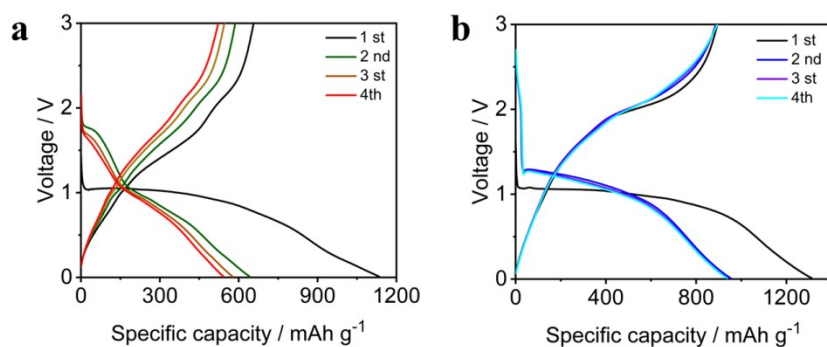 a
3
2
1
0
Voltage / V
0 300 600 900 1200
Specific capacity / mAh g-1
1 st
2 nd
3 st
4th
b
3
2
1
0
Voltage / V
0 400 800 1200
Specific capacity / mAh g-1
1 st
2 nd
3 st
4th